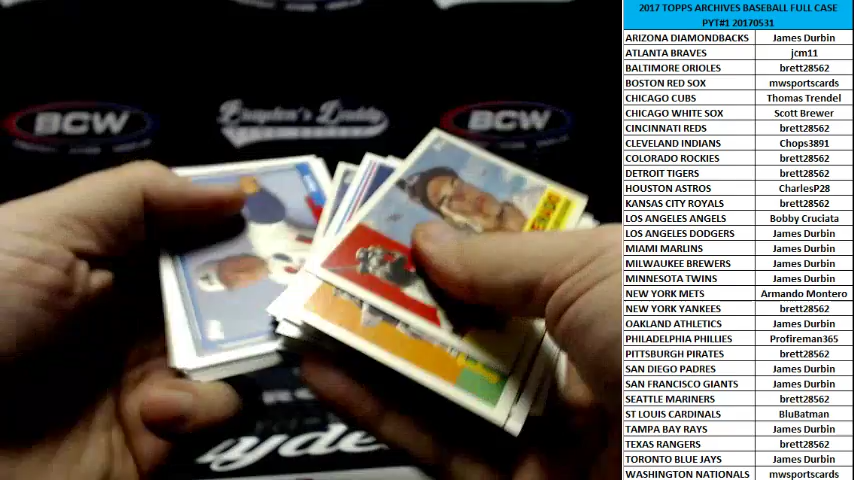 2017 TOPPS ARCHIVES BASEBALL FULL CASE
PYT#1 20170531
ARIZONA DIAMONDBACKS James Durbin
ATLANTA BRAVES jcm11
BALTIMORE ORIOLES brett28562
BOSTON RED SOX mwsportscards
CHICAGO CUBS Thomas Trendel
CHICAGO WHITE SOX Scott Brewer
CINCINNATI REDS brett28562
CLEVELAND INDIANS Chops3891
COLORADO ROCKIES brett28562
DETROIT TIGERS brett28562
HOUSTON ASTROS CharlesP28
KANSAS CITY ROYALS brett28562
LOS ANGELES ANGELS Bobby Cruciata
LOS ANGELES DODGERS James Durbin
MIAMI MARLINS James Durbin
MILWAUKEE BREWERS James Durbin
MINNESOTA TWINS James Durbin
NEW YORK METS Armando Montero
NEW YORK YANKEES brett28562
OAKLAND ATHLETICS James Durbin
PHILADELPHIA PHILLIES Profireman365
PITTSBURGH PIRATES brett28562
SAN DIEGO PADRES James Durbin
SAN FRANCISCO GIANTS James Durbin
SEATTLE MARINERS brett28562
ST LOUIS CARDINALS BluBatman
TAMPA BAY RAYS James Durbin
TEXAS RANGERS brett28562
TORONTO BLUE JAYS James Durbin
WASHINGTON NATIONALS mwsportscards
BCW
Brayden's Daddy
BCW